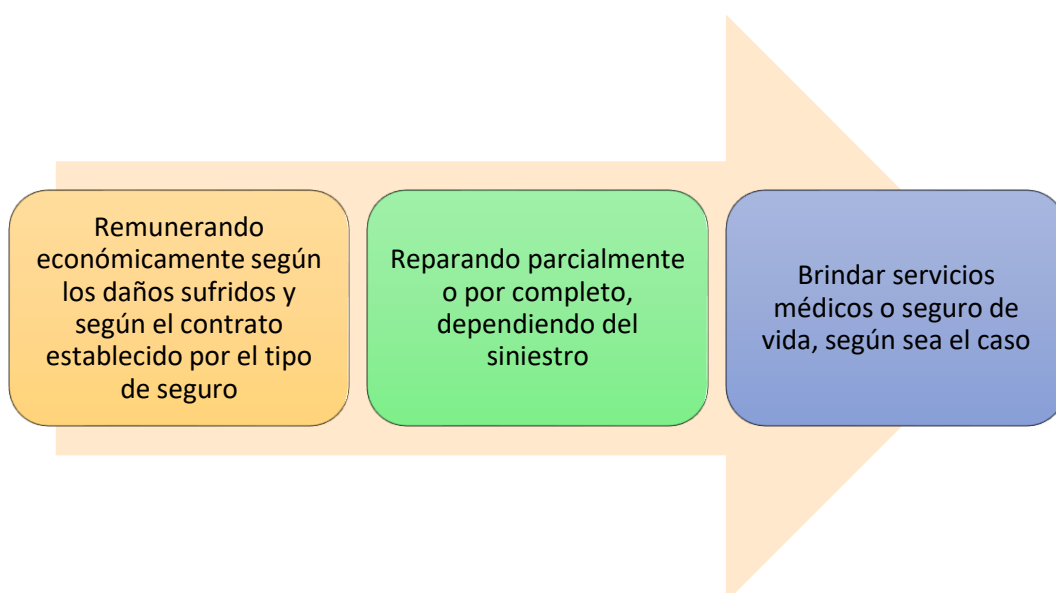 Remunerando
económicamente según
los daños sufridos y
según el contrato
establecido por el tipo
de seguro
Reparando parcialmente
o por completo,
dependiendo del
siniestro
Brindar servicios
médicos o seguro de
vida, según sea el caso